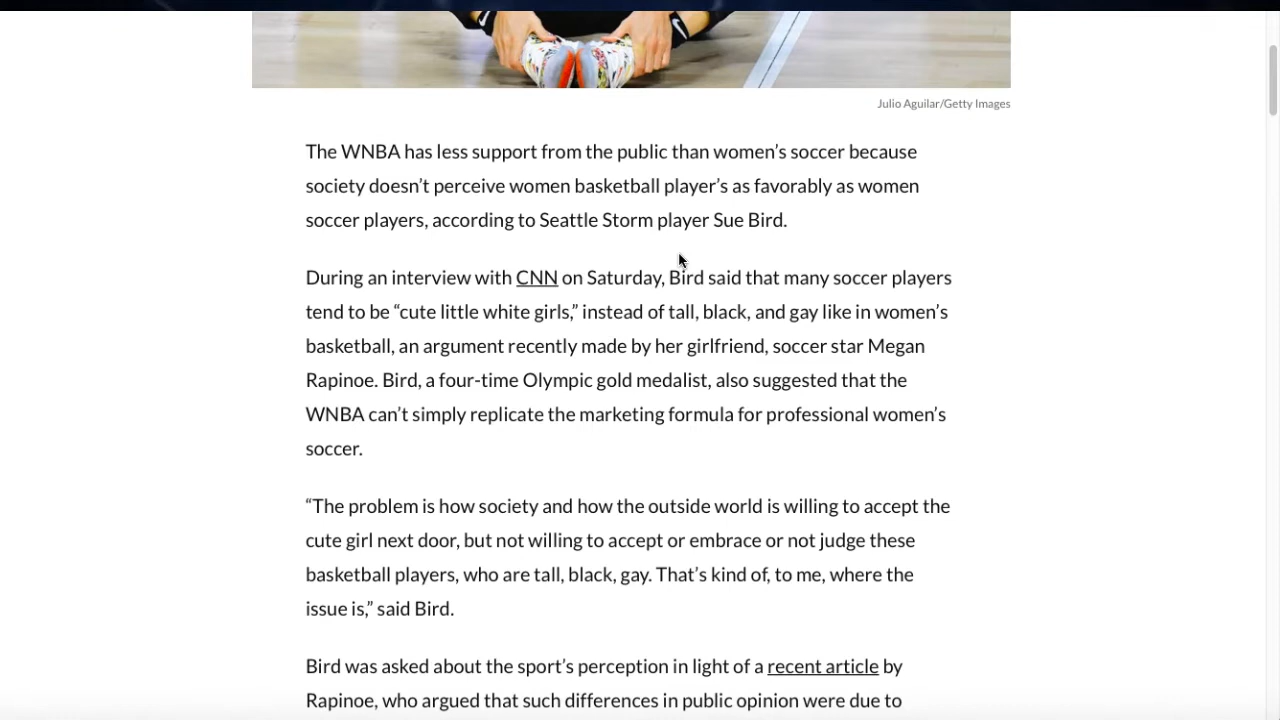 Julio Aguilar/Getty Images
The WNBA has less support from the public than women’s soccer because
society doesn’t perceive women basketball player’s as favorably as women
soccer players, according to Seattle Storm player Sue Bird.
During an interview with CNN on Saturday, Bird said that many soccer players
tend to be “cute little white girls,” instead of tall, black, and gay like in women’s
basketball, an argument recently made by her girlfriend, soccer star Megan
Rapinoe. Bird, a four-time Olympic gold medalist, also suggested that the
WNBA can’t simply replicate the marketing formula for professional women’s
soccer.
“The problem is how society and how the outside world is willing to accept the
cute girl next door, but not willing to accept or embrace or not judge these
basketball players, who are tall, black, gay. That’s kind of, to me, where the
issue is,” said Bird.
Bird was asked about the sport’s perception in light of a recent article by
Rapinoe, who argued that such differences in public opinion were due to